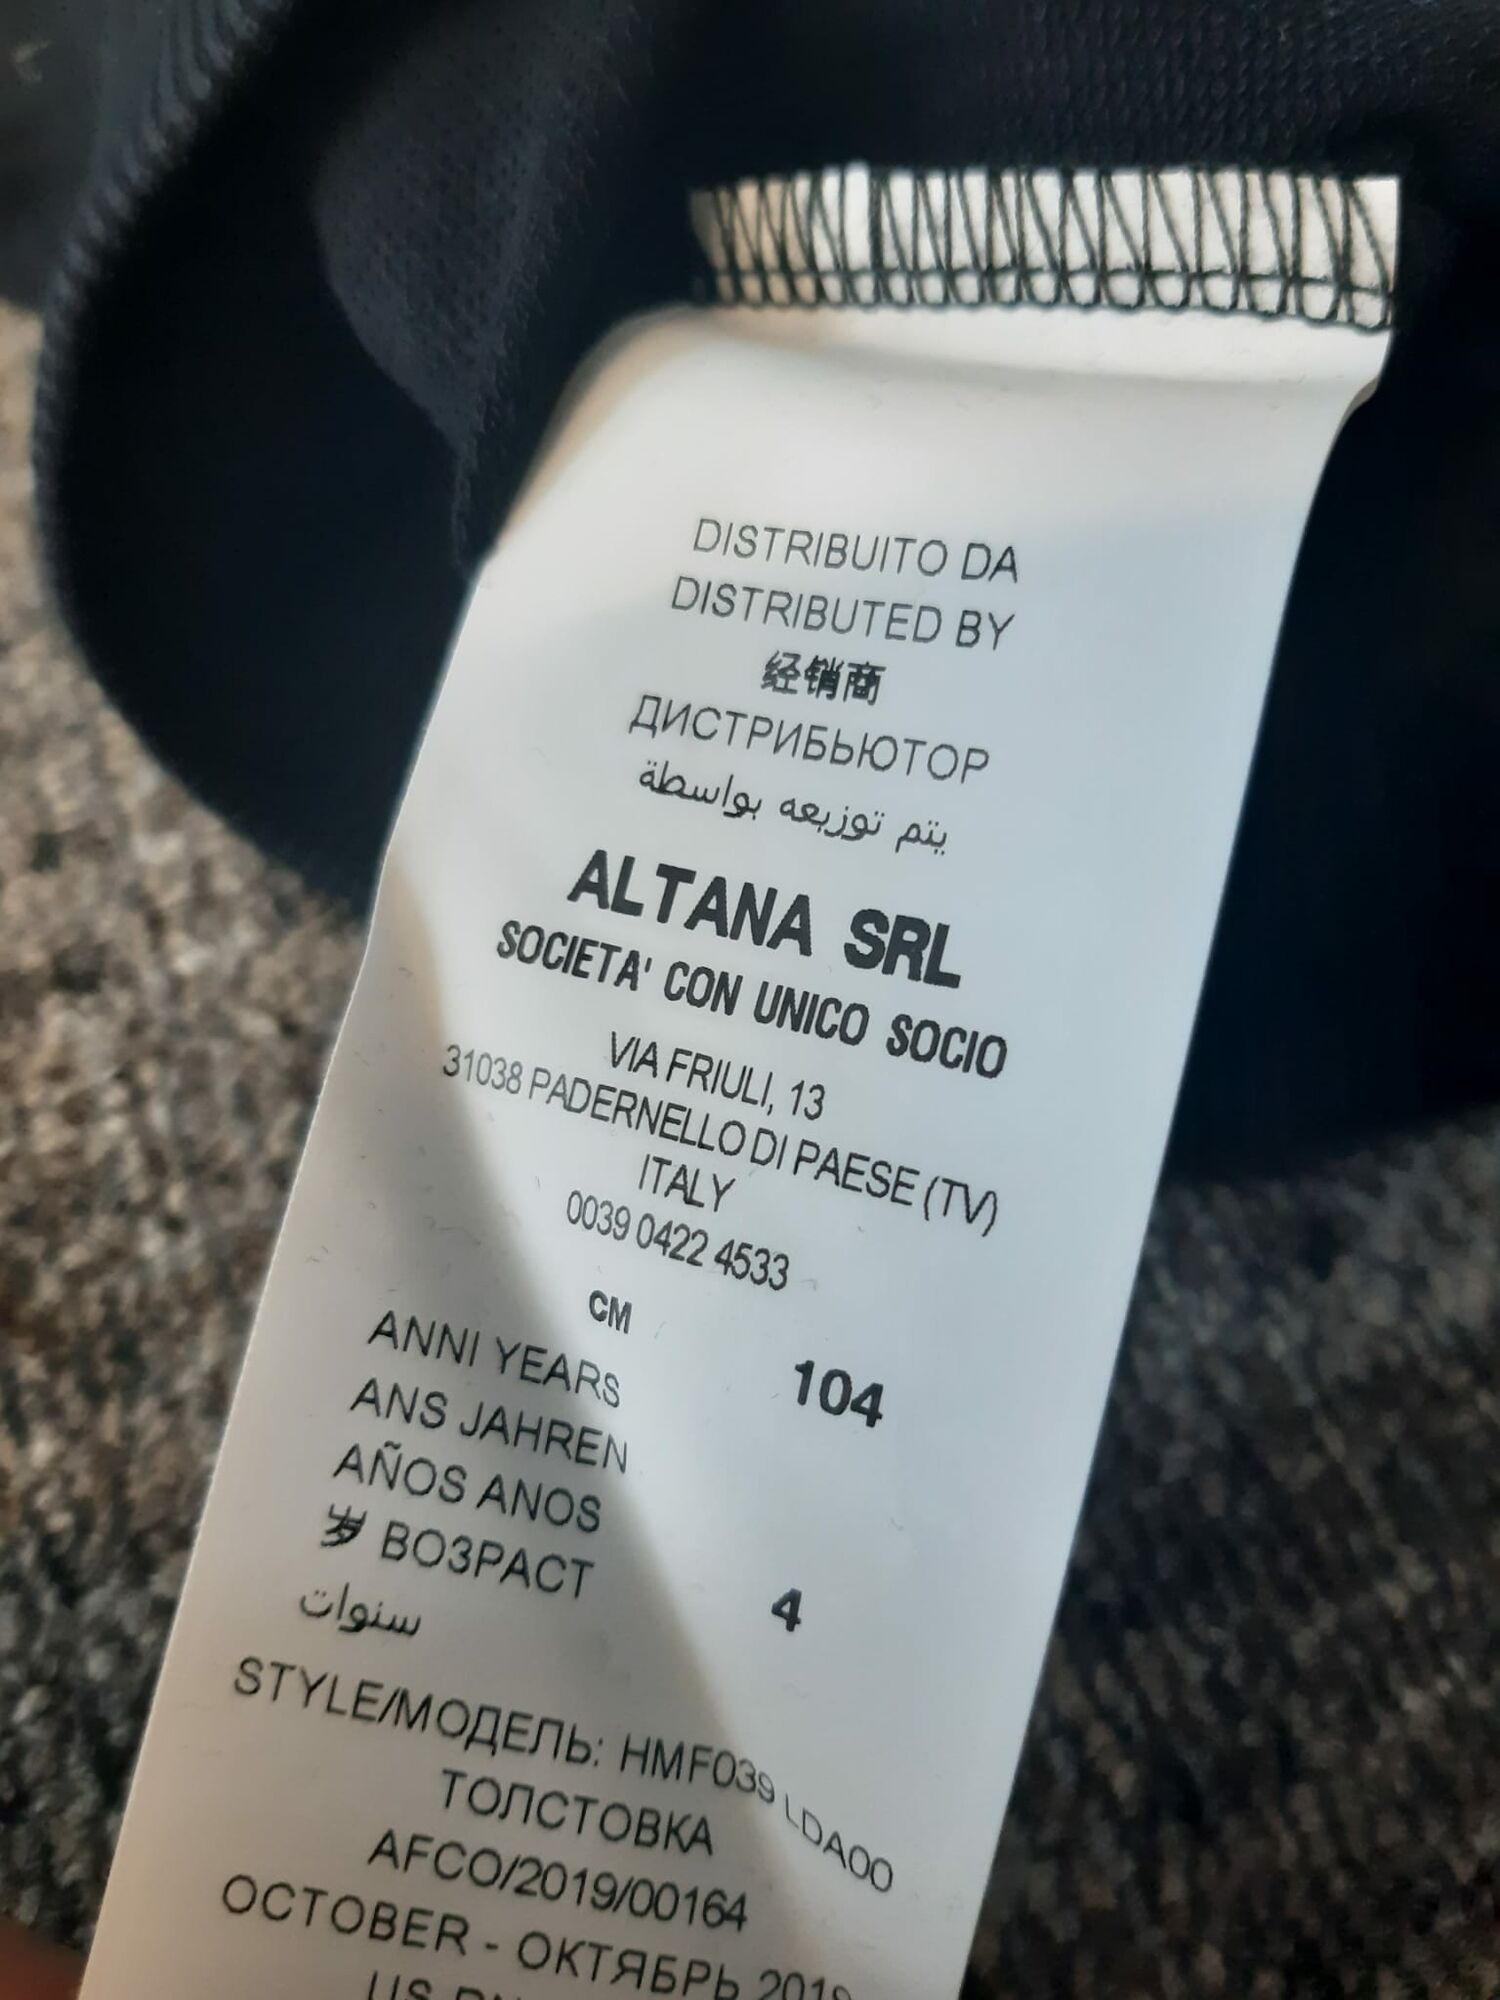 DISTRIBUITO DA
DISTRIBUTED BY
经销商
ДИСТРИБЬЮТОР
يتم توزيعه بواسطة
ALTANA SRL
SOCIETA' CON UNICO SOCIO
VIA FRIULI, 13
31038 PADERNELLO DI PAESE (TV)
ITALY
0039 0422 4533
CM
104
ANNI YEARS
ANS JAHREN
AÑOS ANOS
岁 ВОЗРАСТ
4
سنوات
STYLE/МОДЕЛЬ: HMF039 LDA00
ТОЛСТОВКА
AFCO/2019/00164
OCTOBER - ОКТЯБРЬ 2019
US